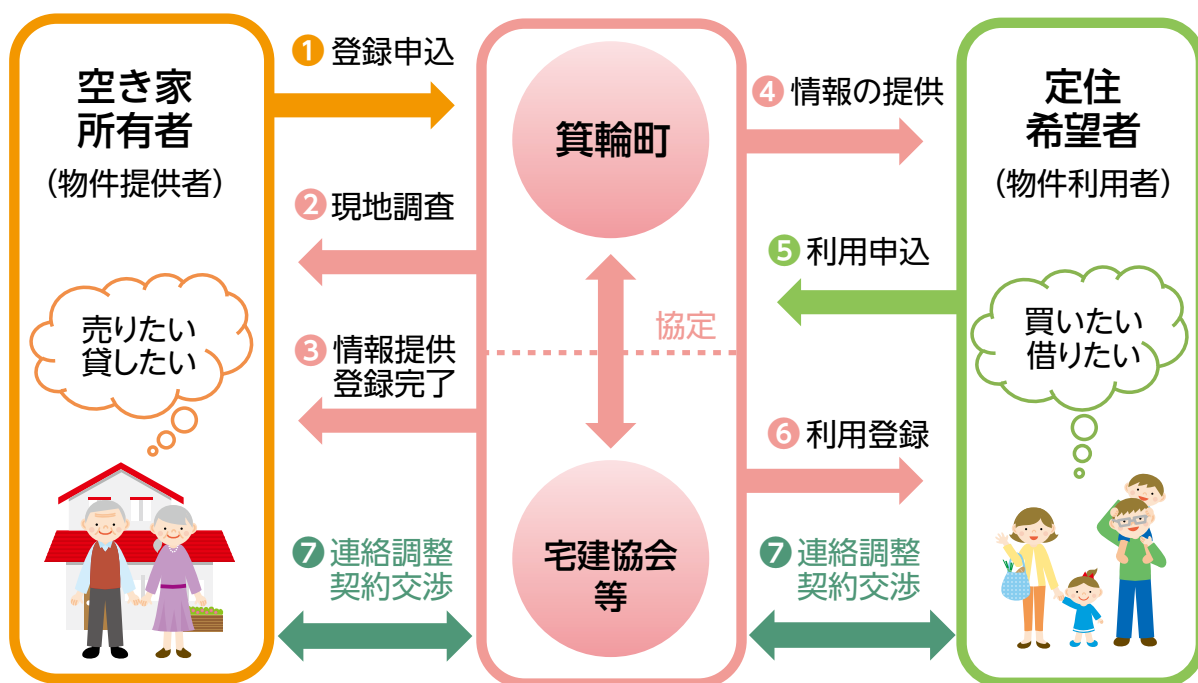 空き家
所有者
(物件提供者)
売りたい
貸したい
❶ 登録申込
❷ 現地調査
❸ 情報提供
登録完了
❼ 連絡調整
契約交渉
箕輪町
協定
宅建協会
等
❹ 情報の提供
❺ 利用申込
❻ 利用登録
❼ 連絡調整
契約交渉
定住
希望者
(物件利用者)
買いたい
借りたい